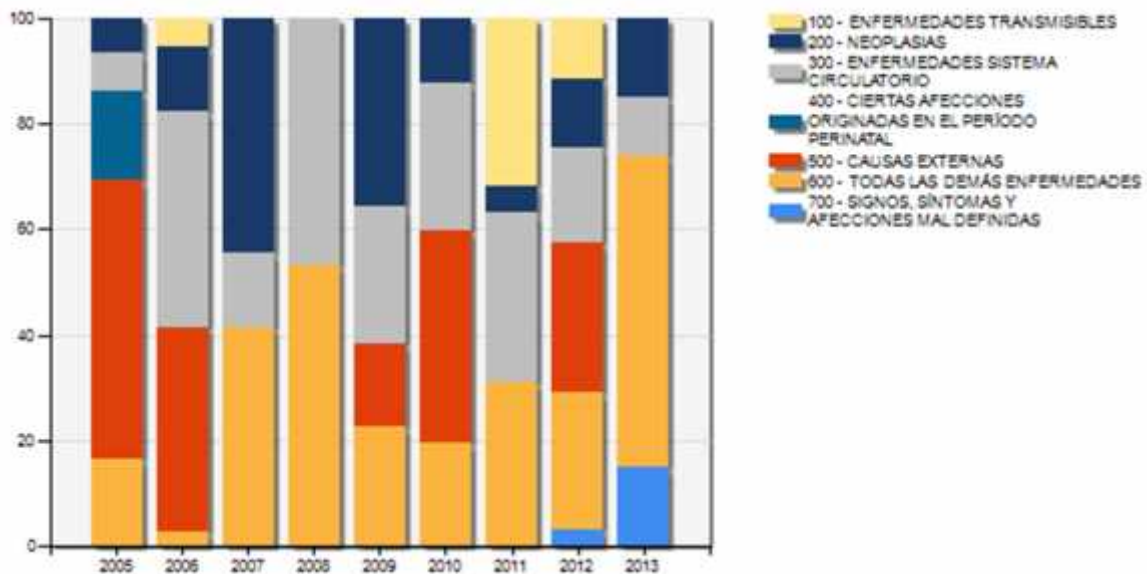 100
80
60
40
20
0
2005 2006 2007 2008 2009 2010 2011 2012 2013
100 - ENFERMEDADES TRANSMISIBLES
200 - NEOPLASIAS
300 - ENFERMEDADES SISTEMA
CIRCULATORIO
400 - CIERTAS AFECCIONES
ORIGINADAS EN EL PERÍODO
PERINATAL
500 - CAUSAS EXTERNAS
600 - TODAS LAS DEMÁS ENFERMEDADES
700 - SIGNOS, SÍNTOMAS Y
AFECCIONES MAL DEFINIDAS